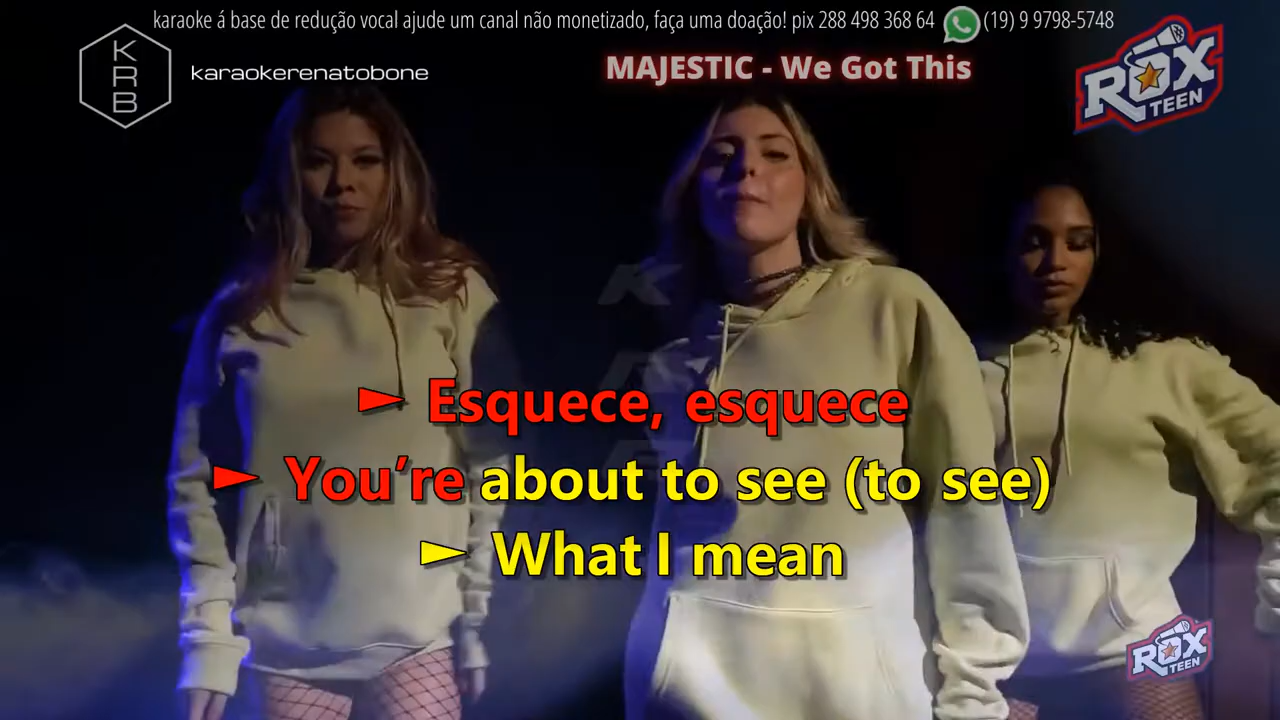 karaoke á base de redução vocal ajude um canal não monetizado, faça uma doação! pix 288 498 368 64 (19) 9 9798-5748
KRB
karaokerenatobone
MAJESTIC - We Got This
ROX
TEEN
KRB
► Esquece, esquece
► You’re about to see (to see)
► What I mean
ROX
TEEN